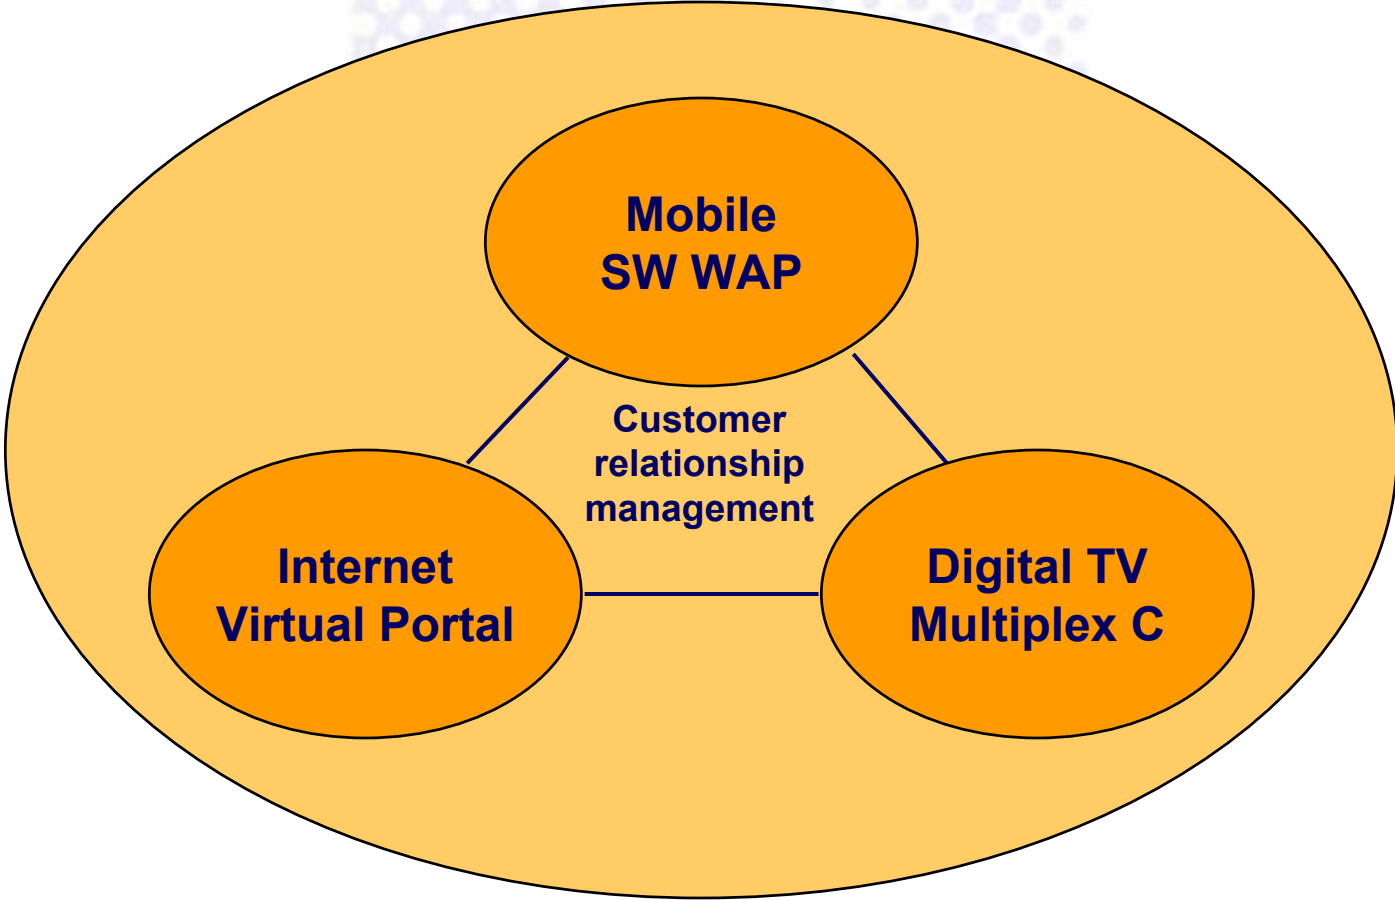 Mobile
SW WAP
Customer
relationship
management
Internet
Virtual Portal
Digital TV
Multiplex C